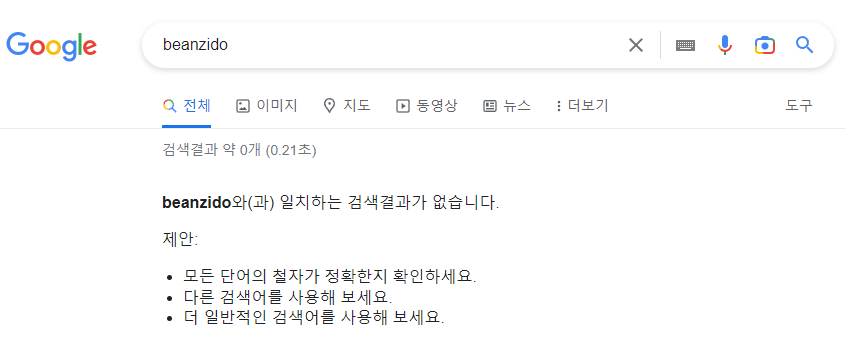 Google
beanzido
전체 이미지 지도 동영상 뉴스 더보기 도구
검색결과 약 0개 (0.21초)
beanzido와(과) 일치하는 검색결과가 없습니다.
제안:
모든 단어의 철자가 정확한지 확인하세요.
다른 검색어를 사용해 보세요.
더 일반적인 검색어를 사용해 보세요.